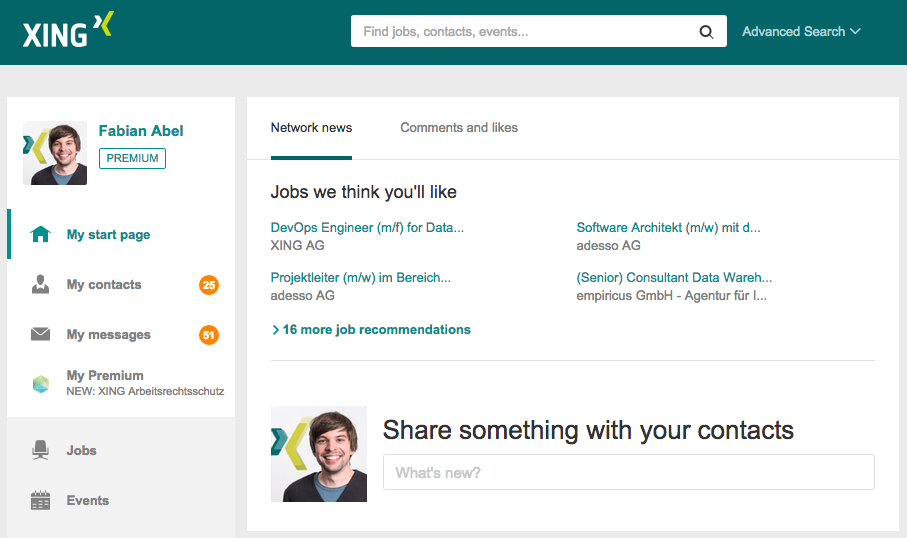 XING
Find jobs, contacts, events...
Advanced Search
Fabian Abel
PREMIUM
My start page
My contacts
25
My messages
51
My Premium
NEW: XING Arbeitsrechtsschutz
Jobs
Events
Network news
Comments and likes
Jobs we think you'll like
DevOps Engineer (m/f) for Data...
XING AG
Software Architekt (m/w) mit d...
adesso AG
Projektleiter (m/w) im Bereich...
adesso AG
(Senior) Consultant Data Wareh...
empiricus GmbH - Agentur für I...
16 more job recommendations
Share something with your contacts
What's new?